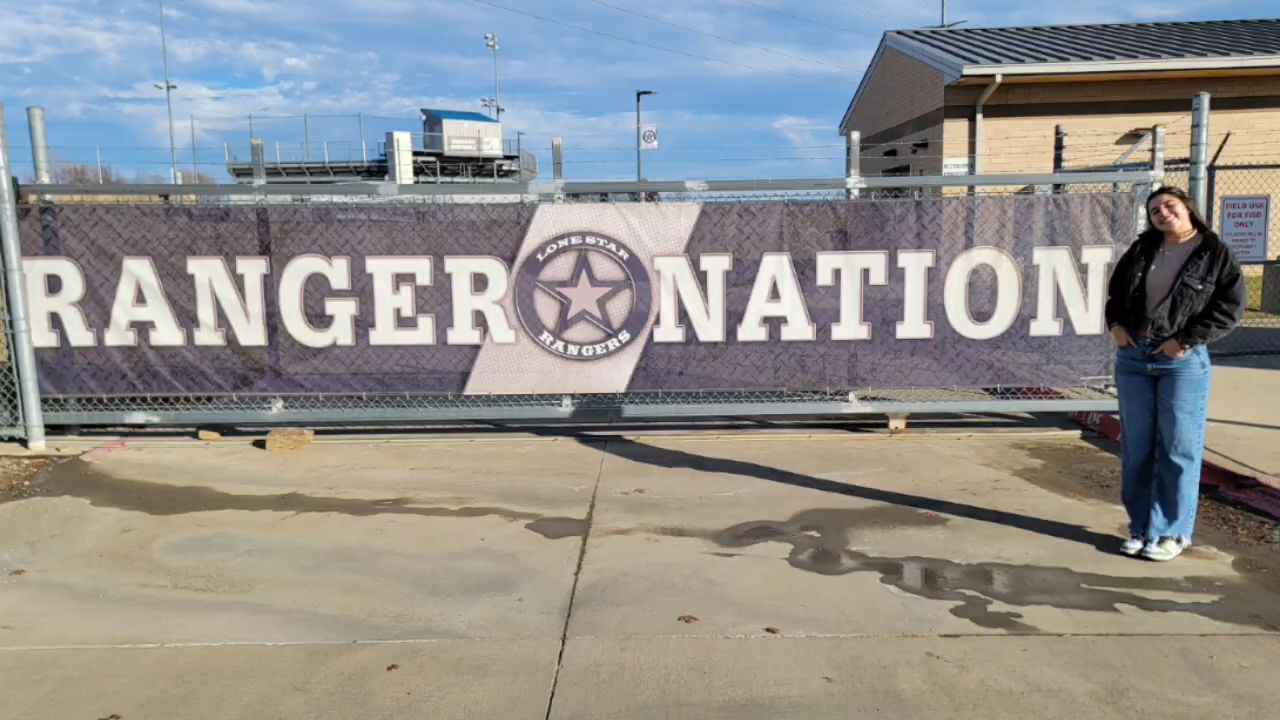 RANGER NATION
LONE STAR
RANGERS
FIELD USE
FOR FISD
ONLY